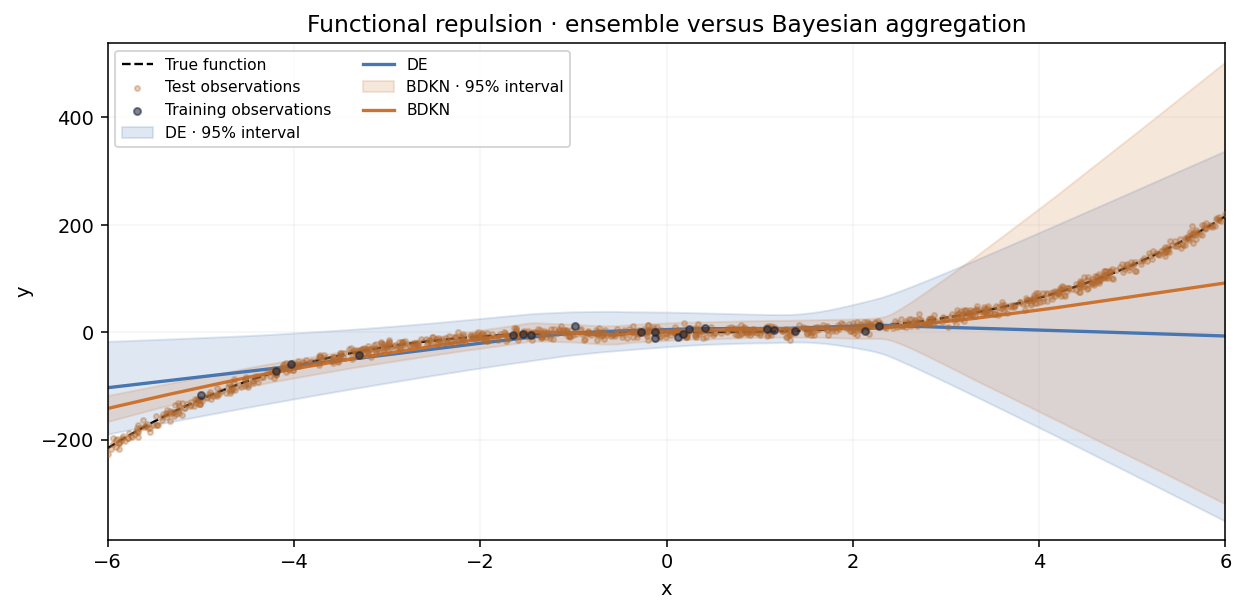 Functional repulsion · ensemble versus Bayesian aggregation
True function
Test observations
Training observations
DE · 95% interval
DE
BDKN · 95% interval
BDKN
y
400
200
0
−200
−6
−4
−2
0
2
4
6
x